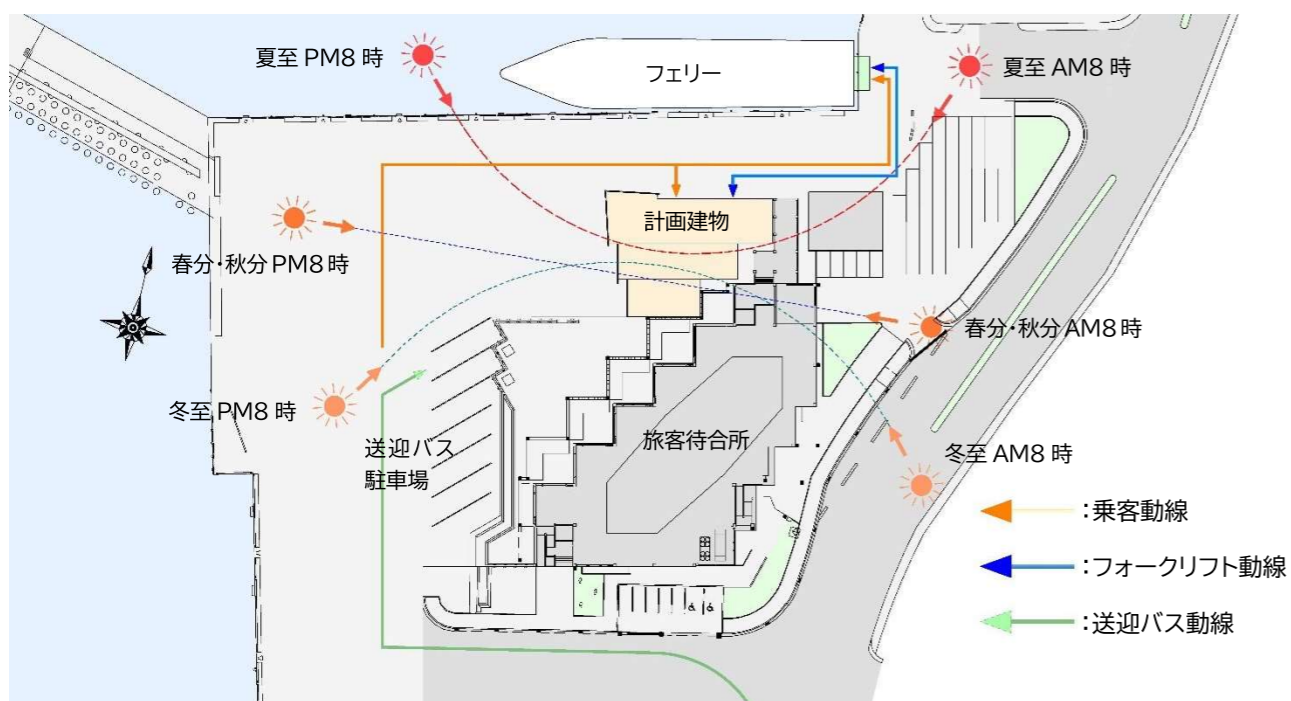 夏至 PM8 時
フェリー
夏至 AM8 時
計画建物
春分・秋分 PM8 時
春分・秋分 AM8 時
冬至 PM8 時
送迎バス
駐車場
旅客待合所
冬至 AM8 時
：乗客動線
：フォークリフト動線
：送迎バス動線